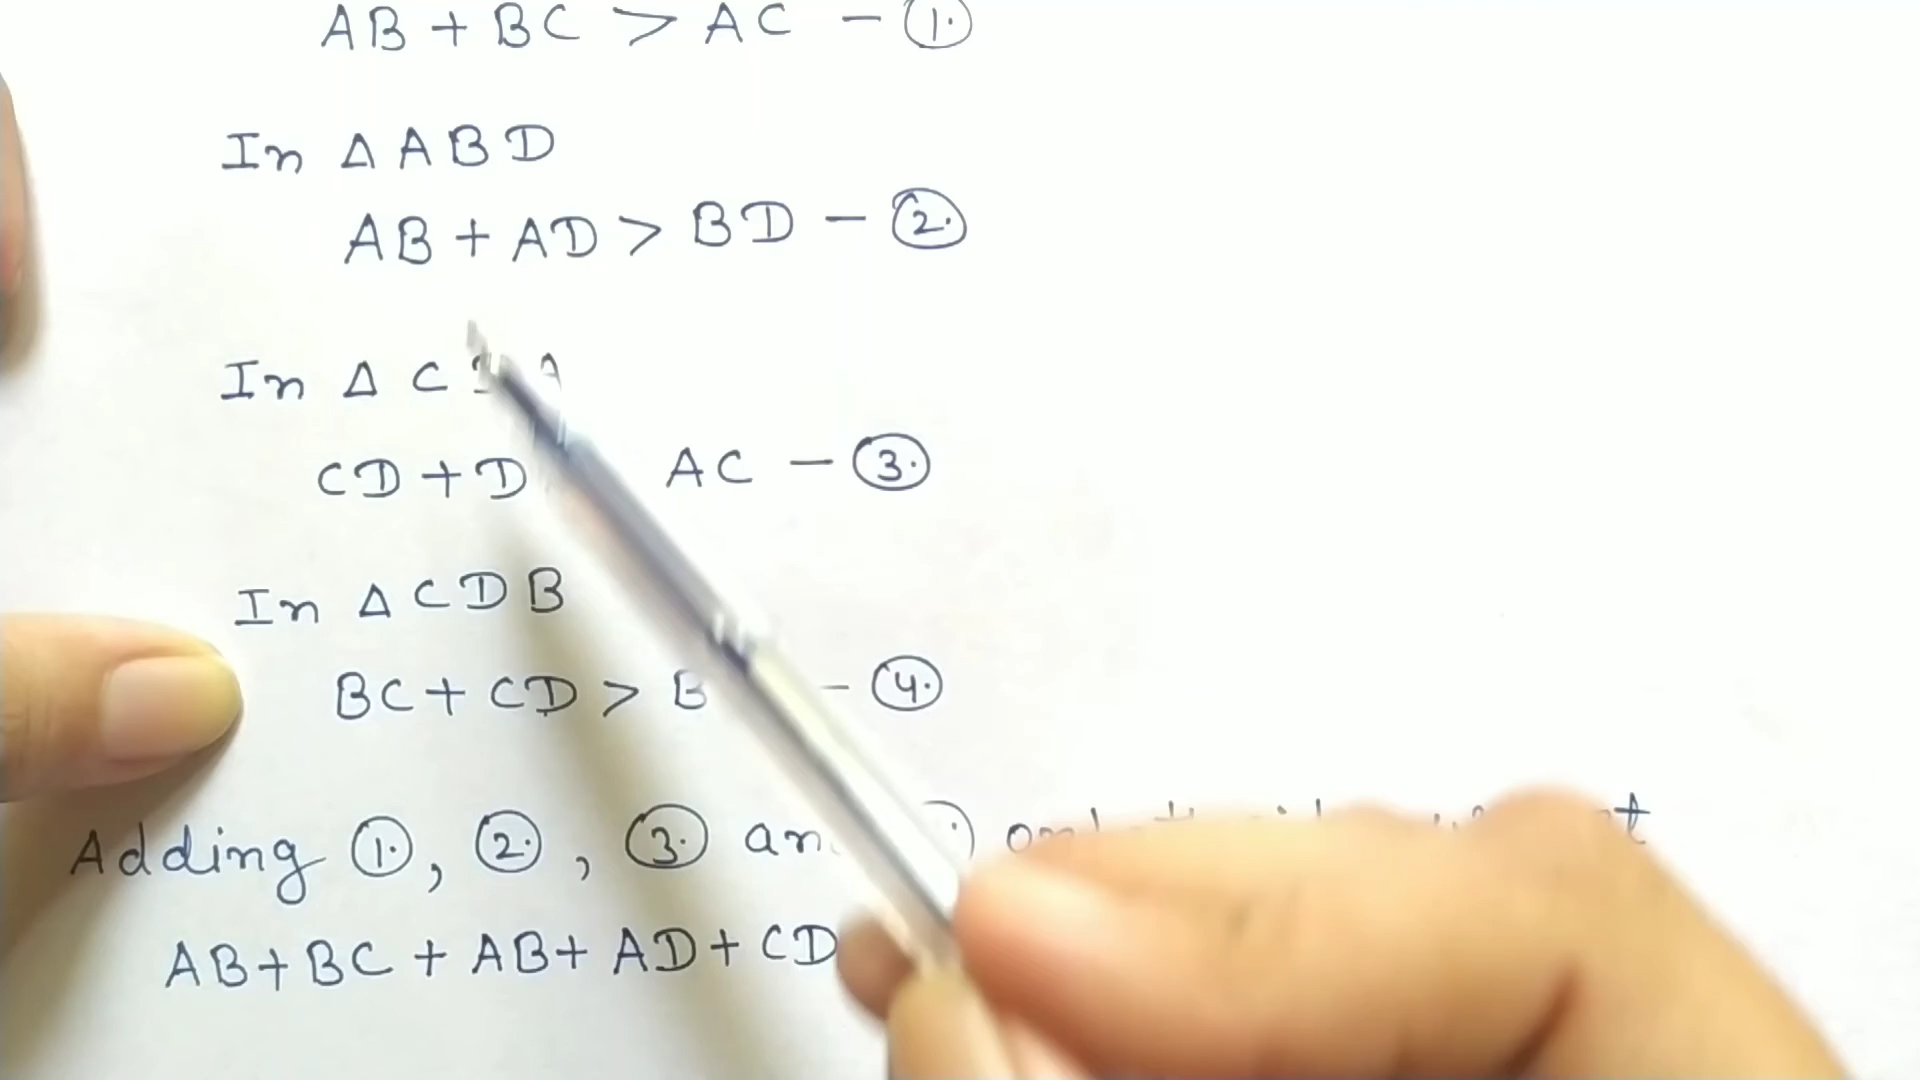 AB + BC > AC - ①
In Δ ABD
AB + AD > BD - ②
In Δ C
CD + D AC - ③
In Δ CDB
BC + CD > B - ④
Adding ①, ②, ③
AB + BC + AB + AD + CD